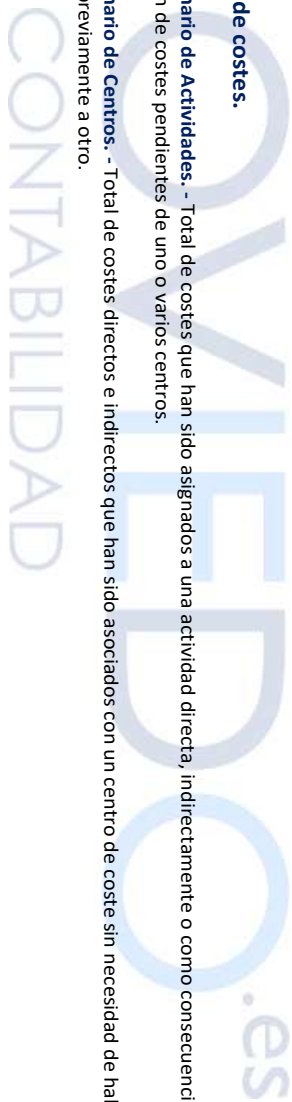 de costes.
nario de Actividades. - Total de costes que han sido asignados a una actividad directa, indirectamente o como consecuenci
n de costes pendientes de uno o varios centros.
nario de Centros. - Total de costes directos e indirectos que han sido asociados con un centro de coste sin necesidad de hal
previamente a otro.
OVIEDO.es
CONTABILIDAD